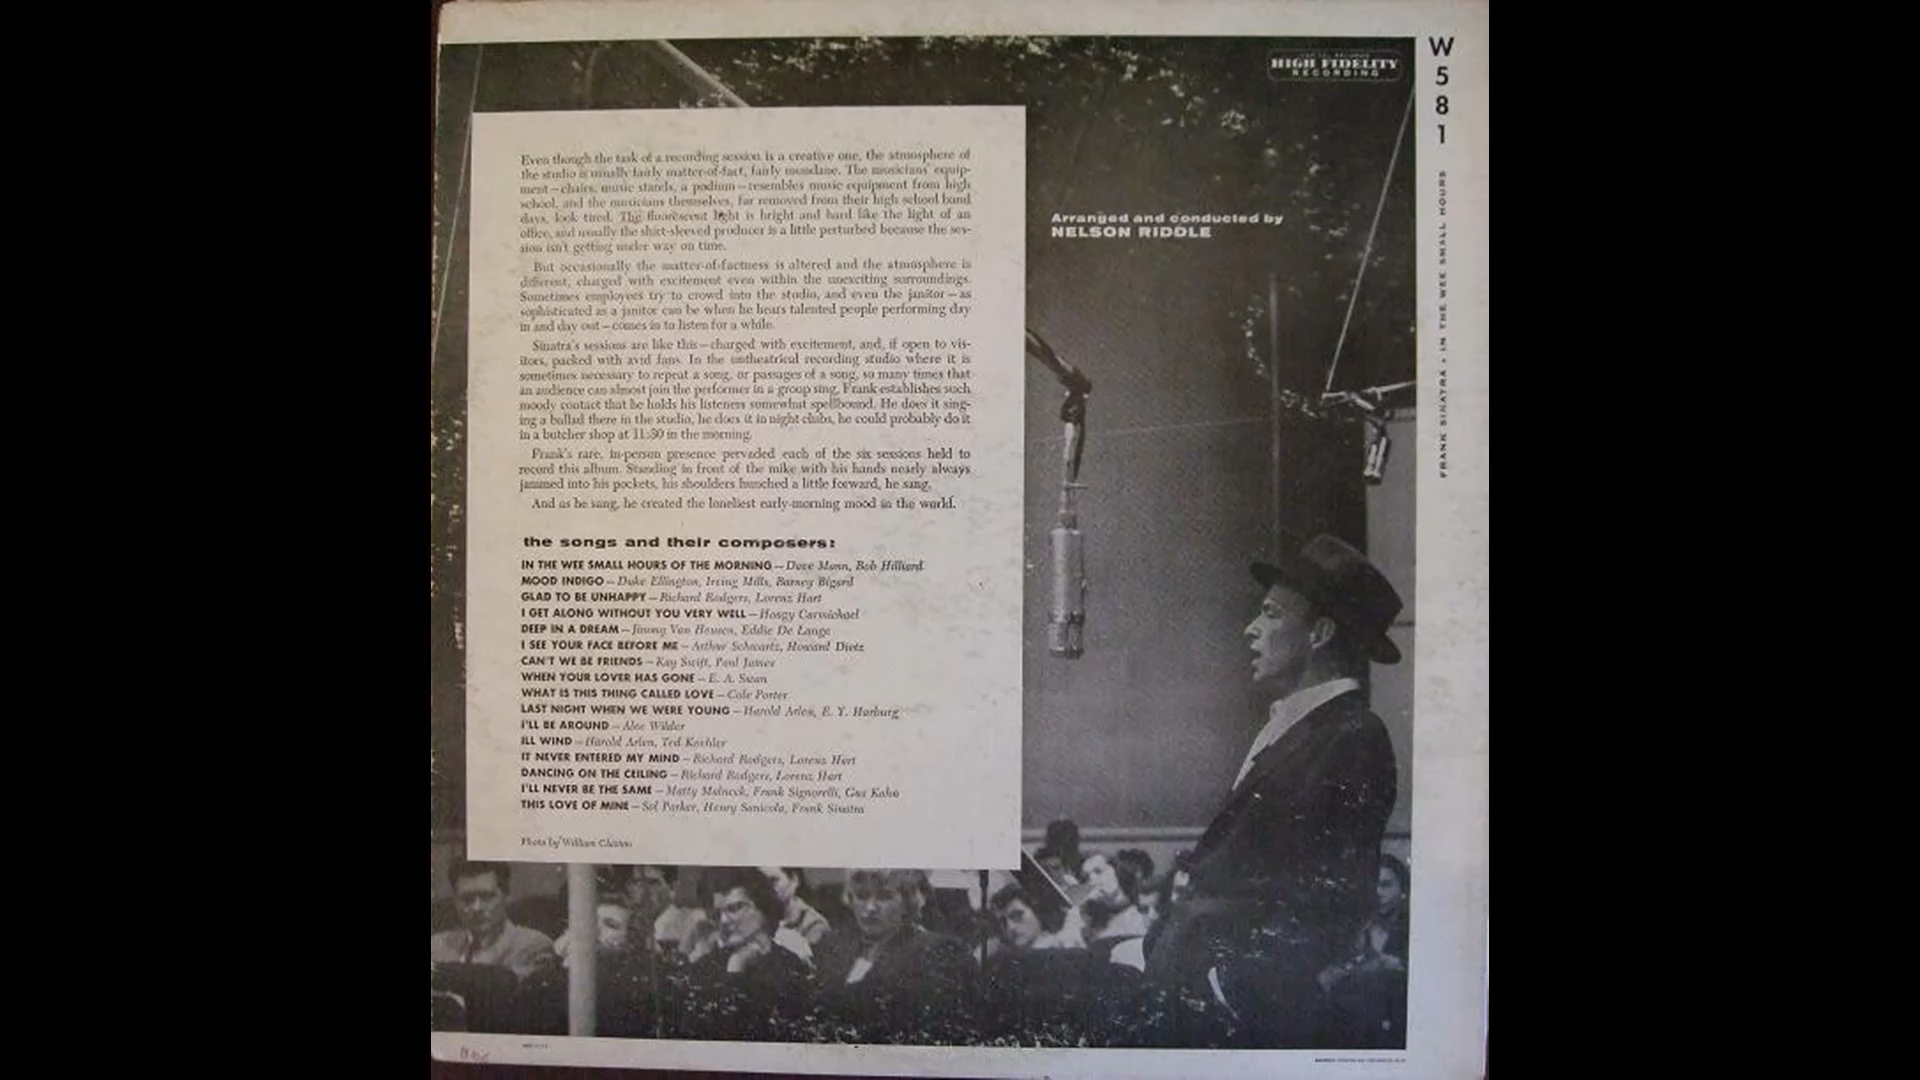 HIGH FIDELITY
RECORDING
W
5
8
1
FRANK SINATRA • IN THE WEE SMALL HOURS
Even though the task of a recording session is a creative one, the atmosphere of
the studio is usually fairly matter-of-fact, fairly mundane. The musicians' equip-
ment—chairs, music stands, a podium—resembles music equipment from high
school, and the musicians themselves, far removed from their high school band
days, look tired. The fluorescent light is bright and hard like the light of an
office, and usually the shirt-sleeved producer is a little perturbed because the ses-
sion isn't getting under way on time.
But occasionally the matter-of-factness is altered and the atmosphere is
different, charged with excitement even within the unexciting surroundings.
Sometimes employees try to crowd into the studio, and even the janitor—as
sophisticated as a janitor can be when he hears talented people performing day
in and day out—comes in to listen for a while.
Sinatra's sessions are like this—charged with excitement, and, if open to vis-
itors, packed with avid fans. In the untheatrical recording studio where it is
sometimes necessary to repeat a song, or passages of a song, so many times that
an audience can almost join the performer in a group sing, Frank establishes such
moody contact that he holds his listeners somewhat spellbound. He does it sing-
ing a ballad there in the studio, he does it in night clubs, he could probably do it
in a butcher shop at 11:30 in the morning.
Frank's rare, in-person presence pervaded each of the six sessions held to
record this album. Standing in front of the mike with his hands nearly always
jammed into his pockets, his shoulders hunched a little forward, he sang.
And as he sang, he created the loneliest early-morning mood in the world.
the songs and their composers:
IN THE WEE SMALL HOURS OF THE MORNING—Dave Mann, Bob Hilliard
MOOD INDIGO—Duke Ellington, Irving Mills, Barney Bigard
GLAD TO BE UNHAPPY—Richard Rodgers, Lorenz Hart
I GET ALONG WITHOUT YOU VERY WELL—Hoagy Carmichael
DEEP IN A DREAM—Jimmy Van Heusen, Eddie De Lange
I SEE YOUR FACE BEFORE ME—Arthur Schwartz, Howard Dietz
CAN'T WE BE FRIENDS—Kay Swift, Paul James
WHEN YOUR LOVER HAS GONE—E. A. Swan
WHAT IS THIS THING CALLED LOVE—Cole Porter
LAST NIGHT WHEN WE WERE YOUNG—Harold Arlen, E. Y. Harburg
I'LL BE AROUND—Alec Wilder
ILL WIND—Harold Arlen, Ted Koehler
IT NEVER ENTERED MY MIND—Richard Rodgers, Lorenz Hart
DANCING ON THE CEILING—Richard Rodgers, Lorenz Hart
I'LL NEVER BE THE SAME—Matty Malneck, Frank Signorelli, Gus Kahn
THIS LOVE OF MINE—Sol Parker, Henry Sanicola, Frank Sinatra
Photo by William Claxton
Arranged and conducted by
NELSON RIDDLE